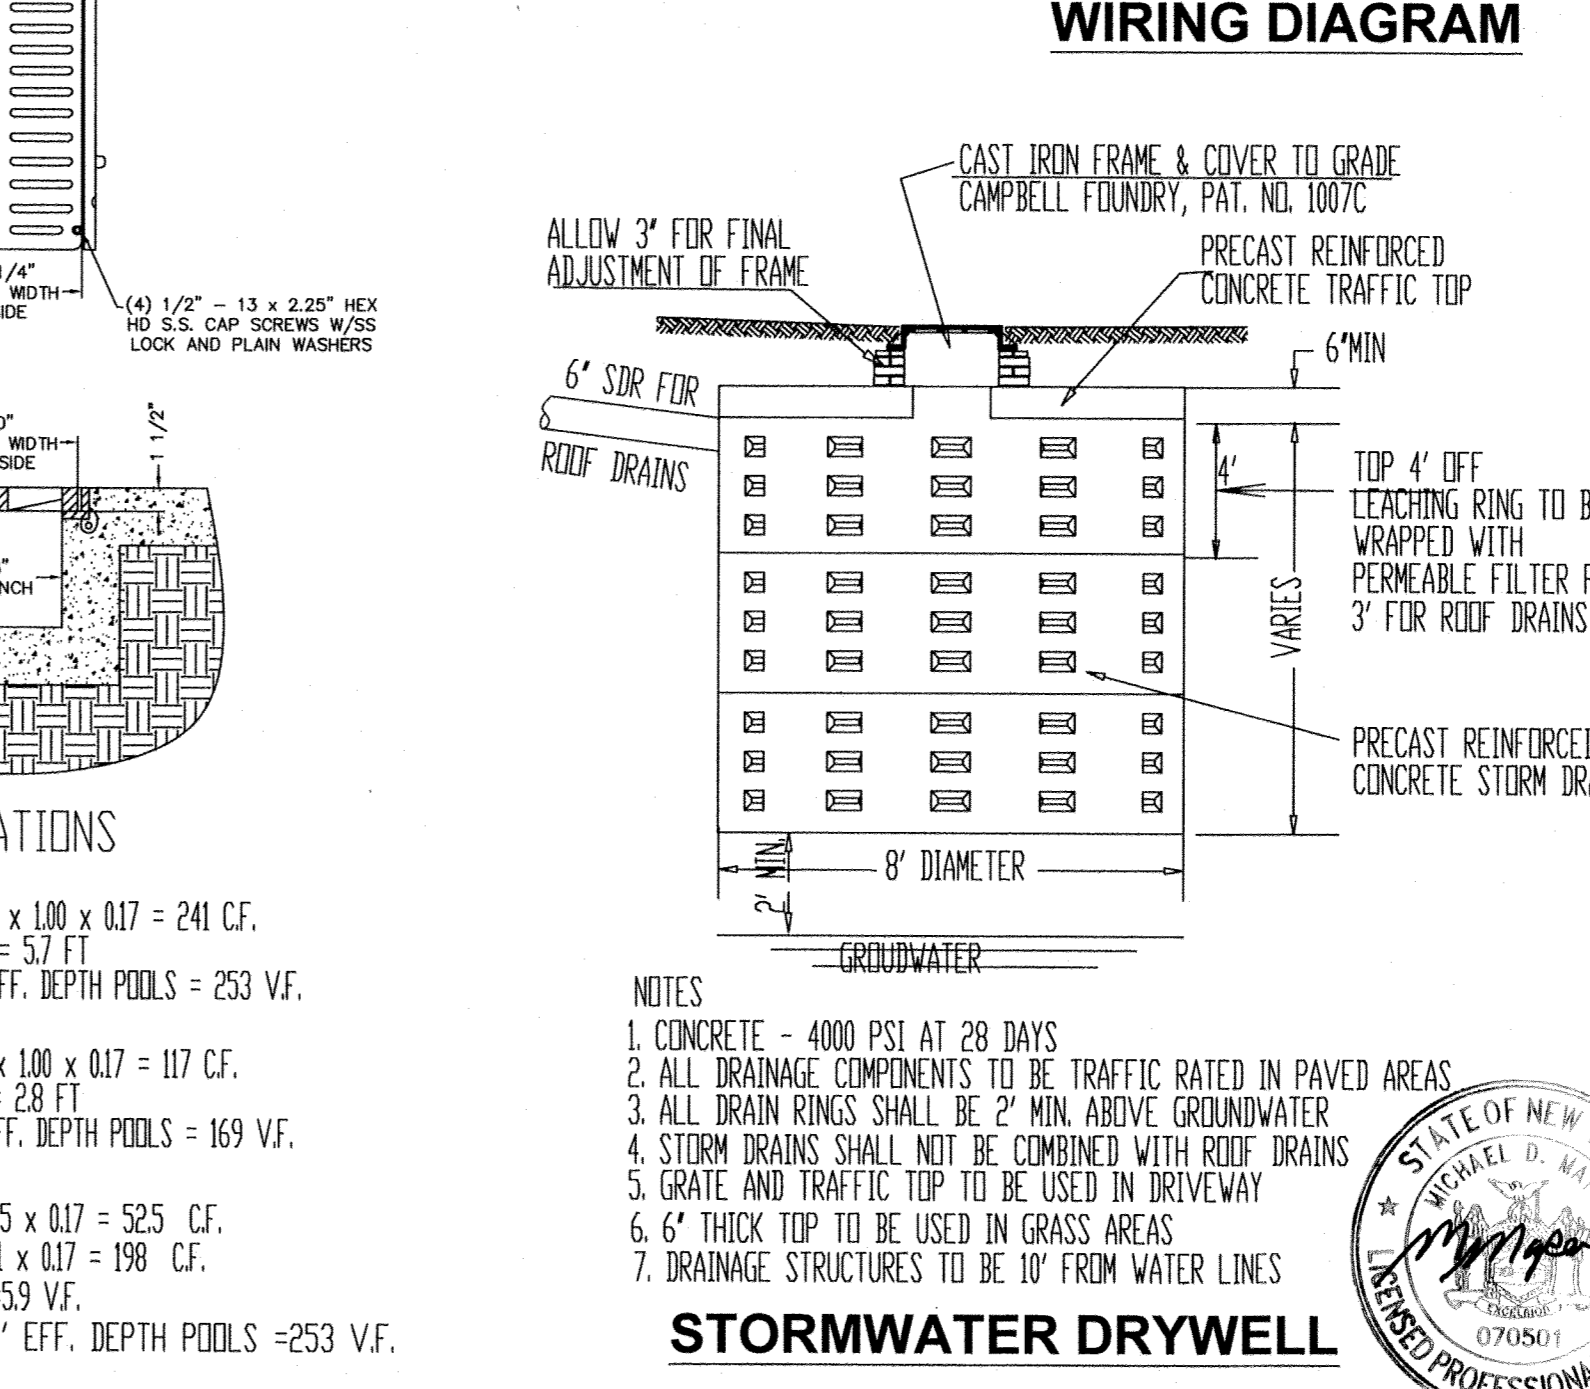 WIRING DIAGRAM
CAST IRON FRAME & COVER TO GRADE
CAMPBELL FOUNDRY, PAT. NO. 1007C
ALLOW 3" FOR FINAL
ADJUSTMENT OF FRAME
PRECAST REINFORCED
CONCRETE TRAFFIC TOP
6"MIN
6" SDR FOR
ROOF DRAINS
4'
TOP 4' OFF
LEACHING RING TO
WRAPPED WITH
PERMEABLE FILTER
3' FOR ROOF DRAINS
VARIES
PRECAST REINFORCED
CONCRETE STORM
8' DIAMETER
2' MIN.
GROUDWATER
1/4"
WIDTH
SIDE
(4) 1/2" – 13 x 2.25" HEX
HD S.S. CAP SCREWS W/SS
LOCK AND PLAIN WASHERS
0"
WIDTH
SIDE
1 1/2"
NCH
ATIONS
x 1.00 x 0.17 = 241 C.F.
= 5.7 FT
FF. DEPTH POOLS = 253 V.F.
x 1.00 x 0.17 = 117 C.F.
= 2.8 FT
FF. DEPTH POOLS = 169 V.F.
5 x 0.17 = 52.5 C.F.
1 x 0.17 = 198 C.F.
5.9 V.F.
' EFF. DEPTH POOLS =253 V.F.
NOTES
1. CONCRETE - 4000 PSI AT 28 DAYS
2. ALL DRAINAGE COMPONENTS TO BE TRAFFIC RATED IN PAVED AREAS
3. ALL DRAIN RINGS SHALL BE 2' MIN. ABOVE GROUNDWATER
4. STORM DRAINS SHALL NOT BE COMBINED WITH ROOF DRAINS
5. GRATE AND TRAFFIC TOP TO BE USED IN DRIVEWAY
6. 6" THICK TOP TO BE USED IN GRASS AREAS
7. DRAINAGE STRUCTURES TO BE 10' FROM WATER LINES
STORMWATER DRYWELL
STATE OF NEW
MICHAEL D.
EXCELSIOR
070501
LICENSED PROFESSIONA